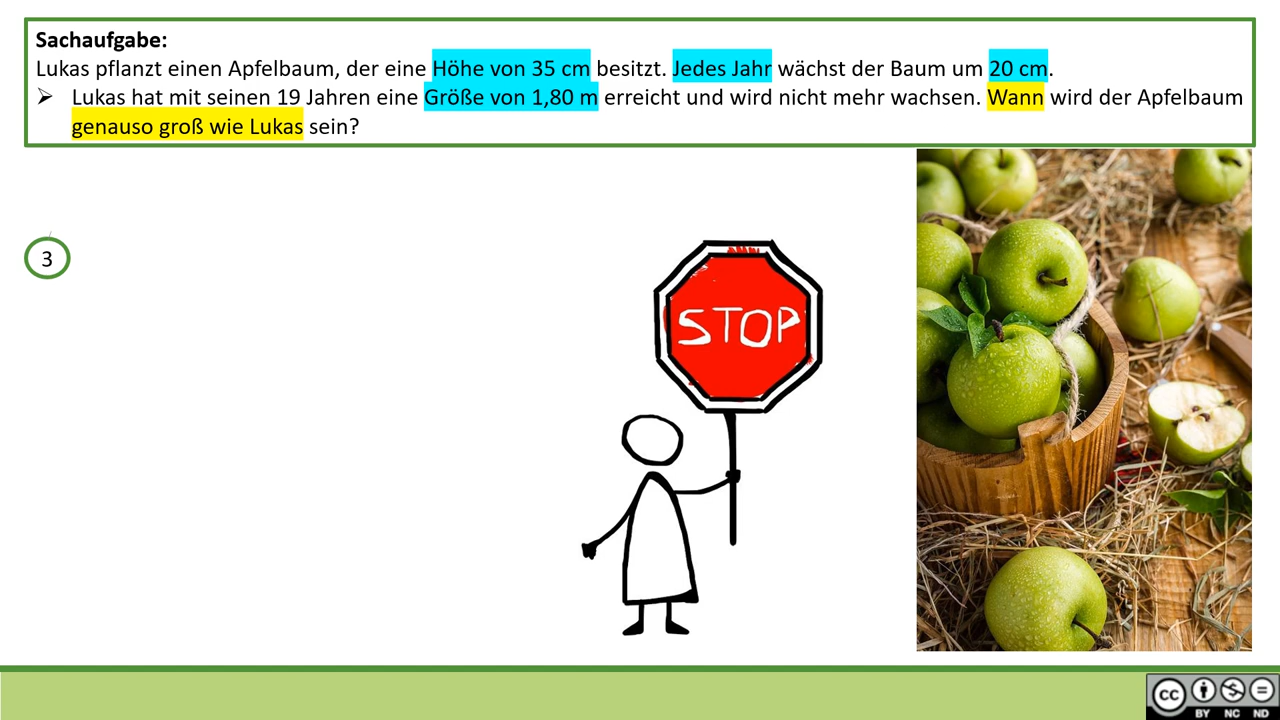 Sachaufgabe:
Lukas pflanzt einen Apfelbaum, der eine Höhe von 35 cm besitzt. Jedes Jahr wächst der Baum um 20 cm.
➢ Lukas hat mit seinen 19 Jahren eine Größe von 1,80 m erreicht und wird nicht mehr wachsen. Wann wird der Apfelbaum
genauso groß wie Lukas sein?
3
STOP
cc
BY NC ND